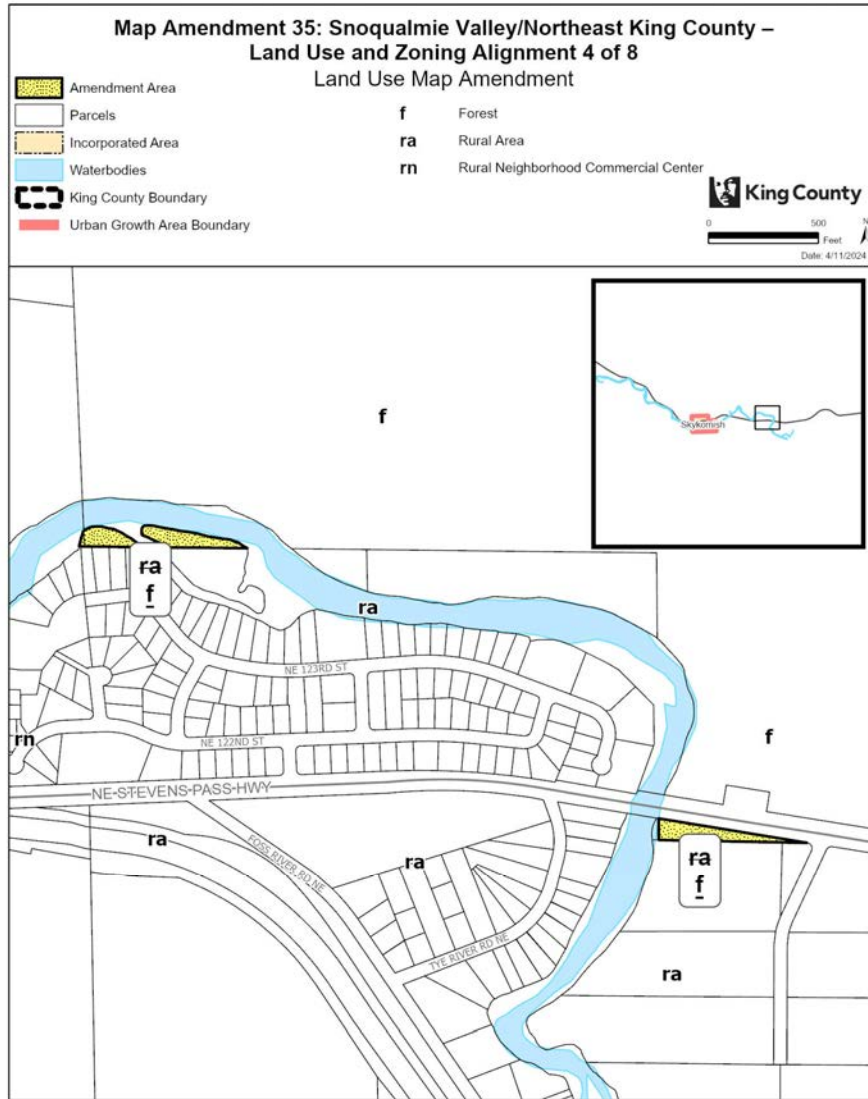 Map Amendment 35: Snoqualmie Valley/Northeast King County –
Land Use and Zoning Alignment 4 of 8
Land Use Map Amendment
Amendment Area
Parcels
Incorporated Area
Waterbodies
King County Boundary
Urban Growth Area Boundary
f Forest
ra Rural Area
rn Rural Neighborhood Commercial Center
King County
0 500
Feet
N
Date: 4/11/2024
Skykomish
f
ra
f
ra
NE 123RD ST
rn
NE 122ND ST
f
NE STEVENS PASS HWY
ra
FOSS RIVER RD NE
ra
ra
f
TYE RIVER RD NE
ra